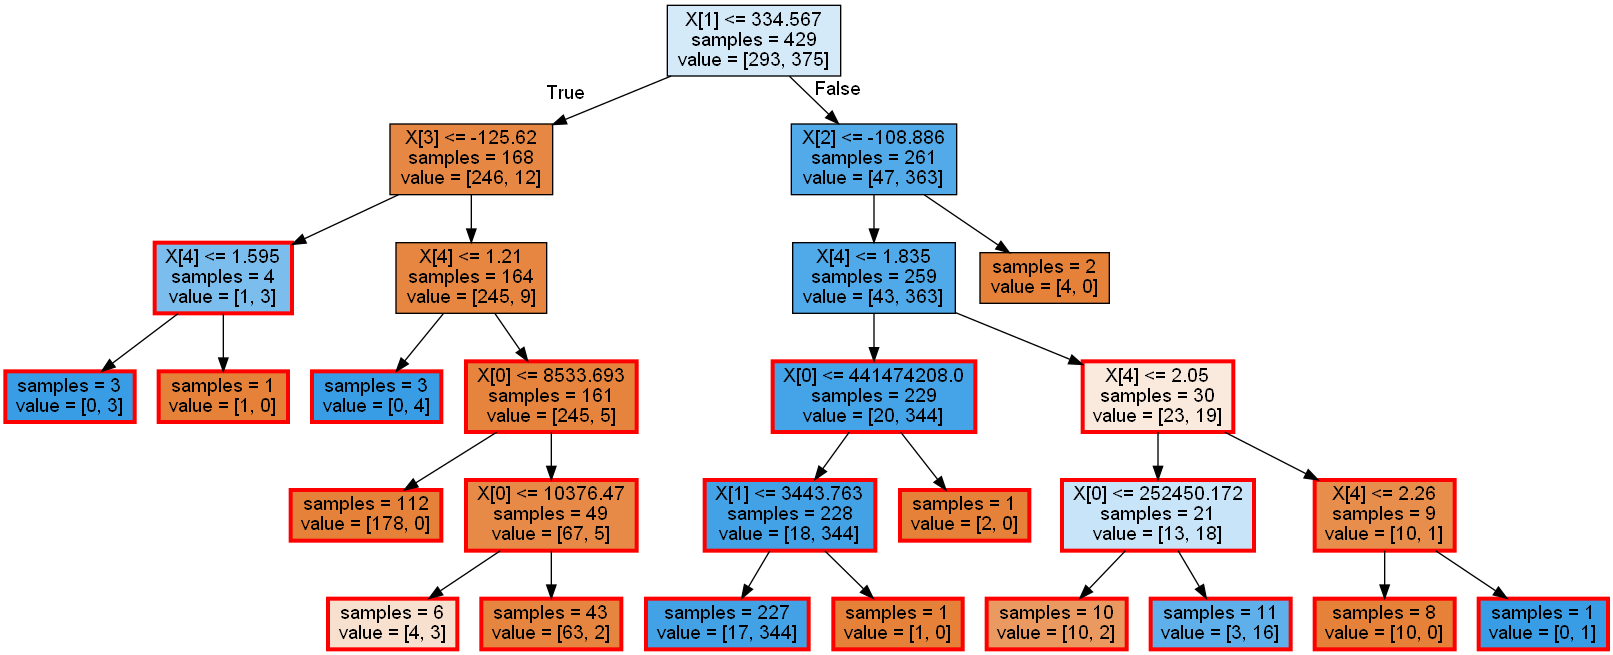 X[1] <= 334.567
samples = 429
value = [293, 375]
True
False
X[3] <= -125.62
samples = 168
value = [246, 12]
X[2] <= -108.886
samples = 261
value = [47, 363]
X[4] <= 1.595
samples = 4
value = [1, 3]
X[4] <= 1.21
samples = 164
value = [245, 9]
X[4] <= 1.835
samples = 259
value = [43, 363]
samples = 2
value = [4, 0]
samples = 3
value = [0, 3]
samples = 1
value = [1, 0]
samples = 3
value = [0, 4]
X[0] <= 8533.693
samples = 161
value = [245, 5]
X[0] <= 441474208.0
samples = 229
value = [20, 344]
X[4] <= 2.05
samples = 30
value = [23, 19]
samples = 112
value = [178, 0]
X[0] <= 10376.47
samples = 49
value = [67, 5]
X[1] <= 3443.763
samples = 228
value = [18, 344]
samples = 1
value = [2, 0]
X[0] <= 252450.172
samples = 21
value = [13, 18]
X[4] <= 2.26
samples = 9
value = [10, 1]
samples = 6
value = [4, 3]
samples = 43
value = [63, 2]
samples = 227
value = [17, 344]
samples = 1
value = [1, 0]
samples = 10
value = [10, 2]
samples = 11
value = [3, 16]
samples = 8
value = [10, 0]
samples = 1
value = [0, 1]